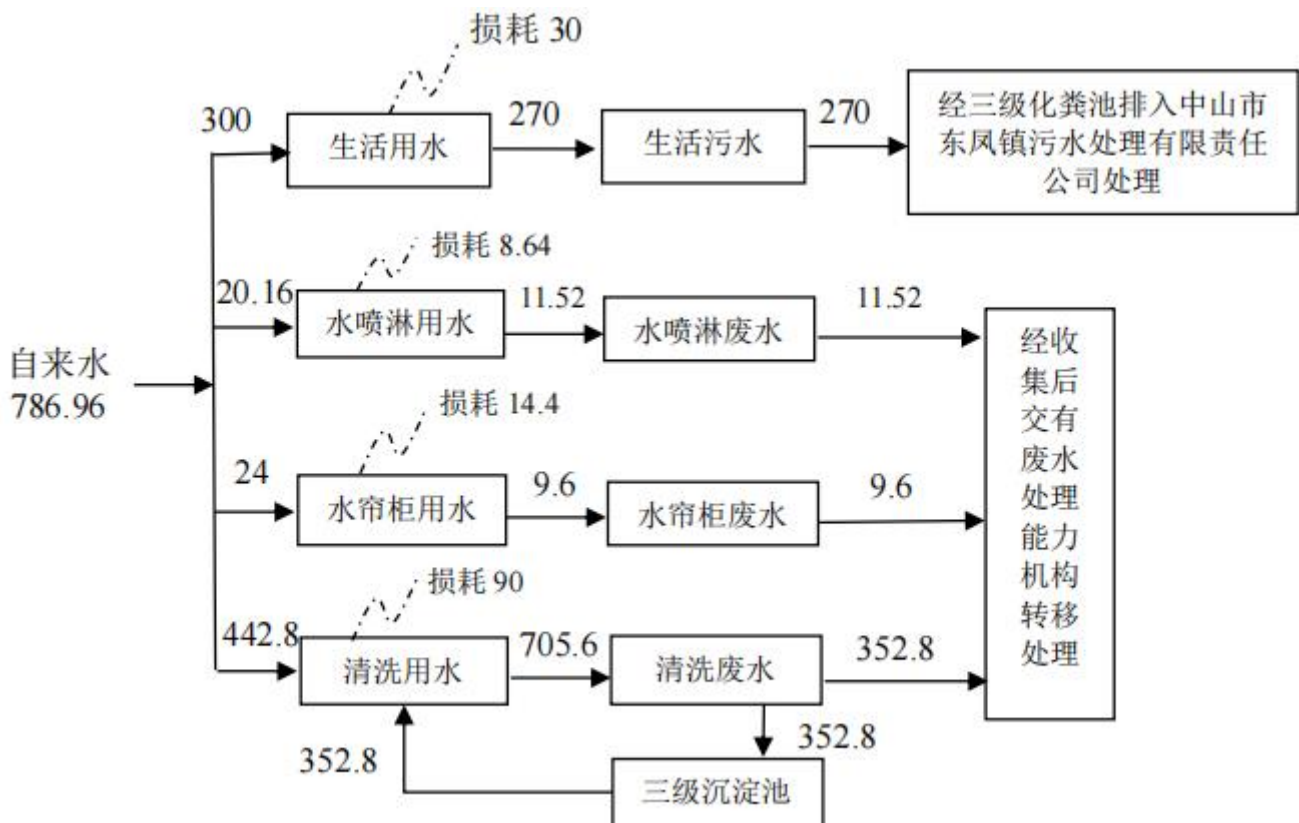 损耗 30
300
生活用水
270
生活污水
270
经三级化粪池排入中山市
东凤镇污水处理有限责任
公司处理
损耗 8.64
20.16
水喷淋用水
11.52
水喷淋废水
11.52
自来水
786.96
损耗 14.4
24
水帘柜用水
9.6
水帘柜废水
9.6
经收
集后
交有
废水
处理
能力
机构
转移
处理
损耗 90
442.8
清洗用水
705.6
清洗废水
352.8
352.8
352.8
三级沉淀池